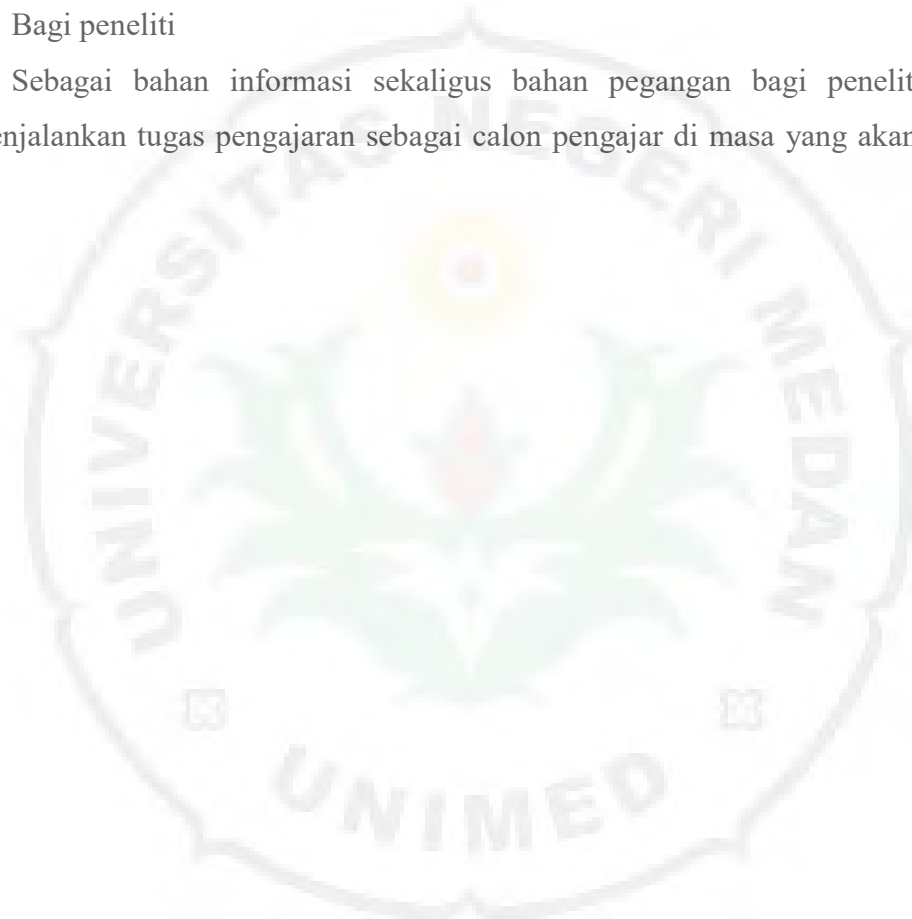 Bagi peneliti
Sebagai bahan informasi sekaligus bahan pegangan bagi penelit
enjalankan tugas pengajaran sebagai calon pengajar di masa yang akan
UNIVERSITAS NEGERI MEDAN
UNIMED